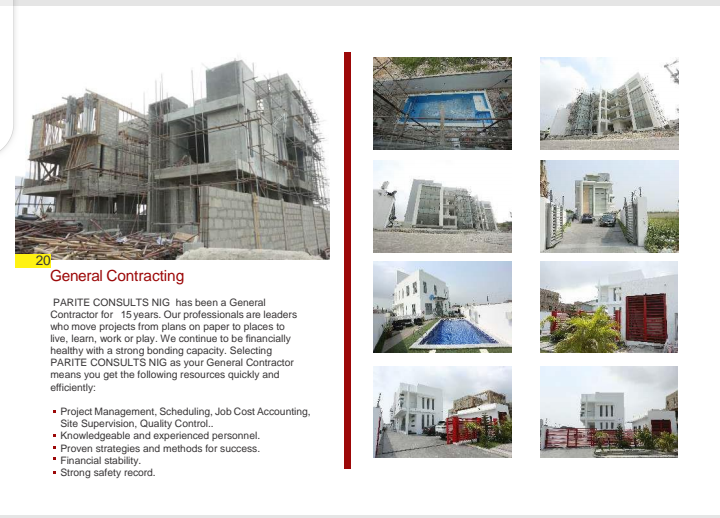 20
General Contracting
PARITE CONSULTS NIG has been a General
Contractor for 15 years. Our professionals are leaders
who move projects from plans on paper to places to
live, learn, work or play. We continue to be financially
healthy with a strong bonding capacity. Selecting
PARITE CONSULTS NIG as your General Contractor
means you get the following resources quickly and
efficiently:
Project Management, Scheduling, Job Cost Accounting,
Site Supervision, Quality Control..
Knowledgeable and experienced personnel.
Proven strategies and methods for success.
Financial stability.
Strong safety record.